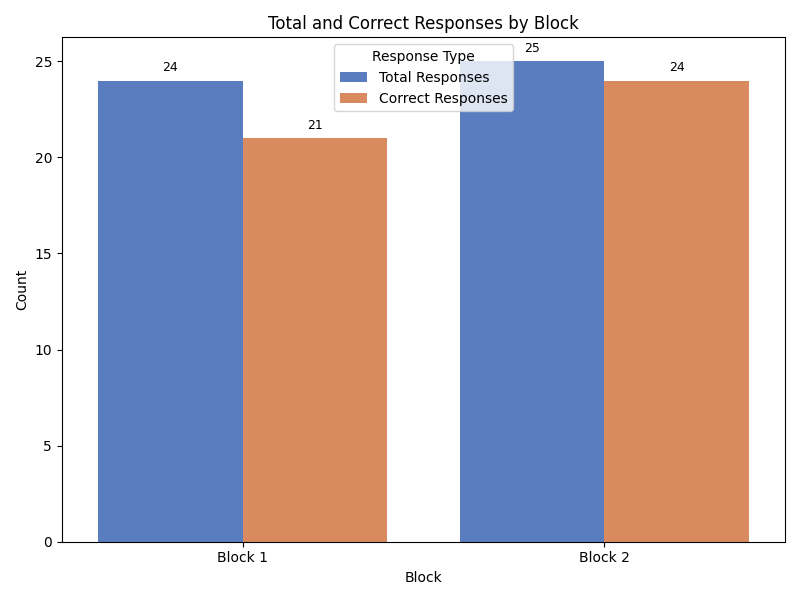 Total and Correct Responses by Block
Response Type
Total Responses
Correct Responses
24
21
25
24
25
20
15
10
5
0
Count
Block 1
Block 2
Block